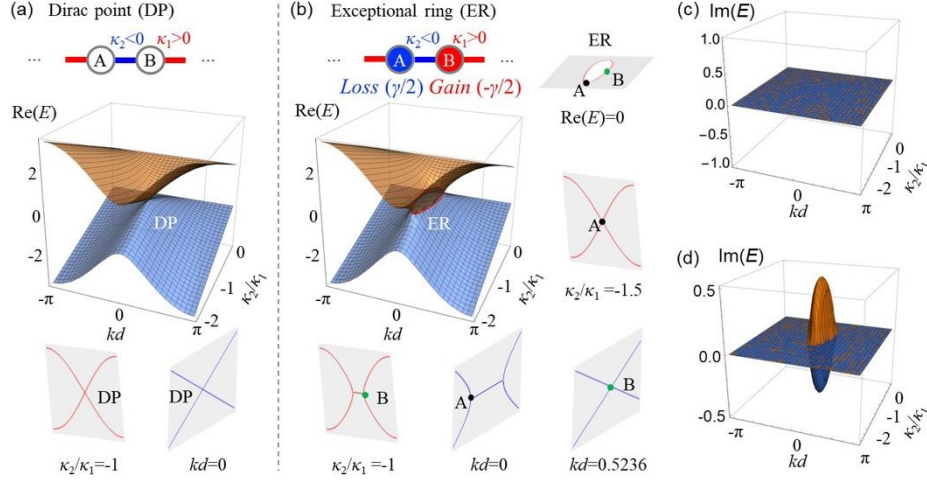 (a) Dirac point (DP)
κ₂<0 κ₁>0
... A B ...
Re(E)
2
0
-2
DP
-π 0 π
kd
0
-1
-2
κ₂/κ₁
DP
κ₂/κ₁=-1
DP
kd=0
(b) Exceptional ring (ER)
κ₂<0 κ₁>0
... A B ...
Loss (γ/2) Gain (-γ/2)
Re(E)
2
0
-2
ER
-π 0 π
kd
0
-1
-2
κ₂/κ₁
ER
A B
Re(E)=0
A
κ₂/κ₁ =-1.5
B
κ₂/κ₁ =-1
A
kd=0
B
kd=0.5236
(c) Im(E)
1.0
0.5
0.0
-0.5
-1.0
-π 0 π
kd
0
-1
-2
κ₂/κ₁
(d) Im(E)
0.5
0.0
-0.5
-π 0 π
kd
0
-1
-2
κ₂/κ₁